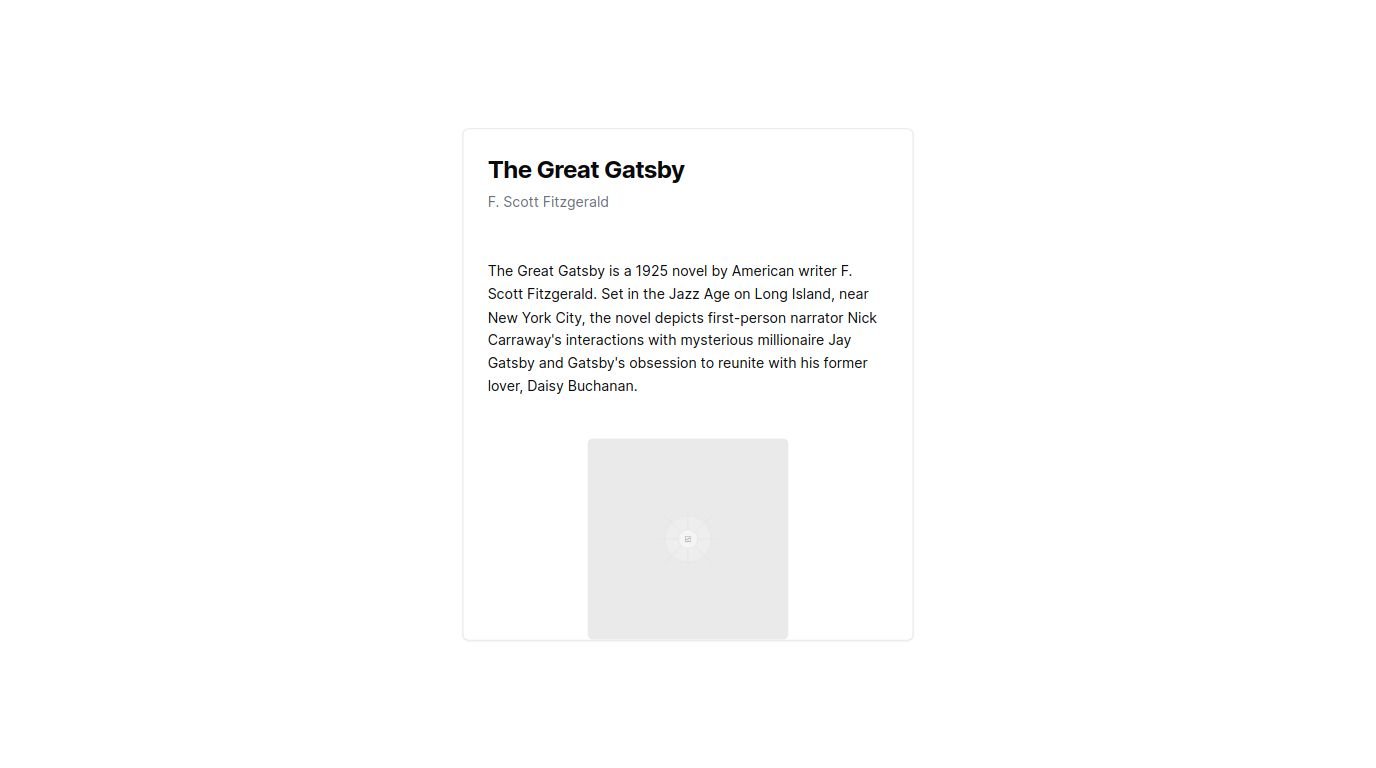 The Great Gatsby
F. Scott Fitzgerald
The Great Gatsby is a 1925 novel by American writer F.
Scott Fitzgerald. Set in the Jazz Age on Long Island, near
New York City, the novel depicts first-person narrator Nick
Carraway's interactions with mysterious millionaire Jay
Gatsby and Gatsby's obsession to reunite with his former
lover, Daisy Buchanan.